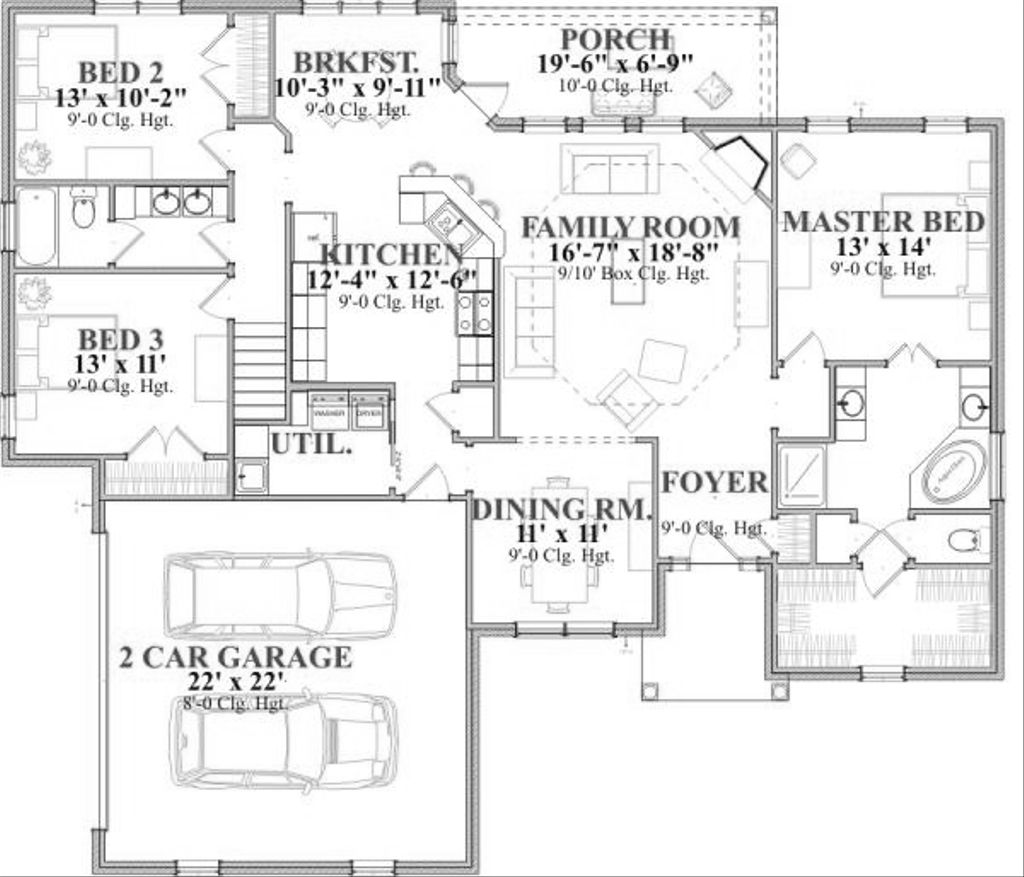 BED 2
13' x 10'-2"
9'-0 Clg. Hgt.
BRKFST.
10'-3" x 9'-11"
9'-0 Clg. Hgt.
PORCH
19'-6" x 6'-9"
10'-0 Clg. Hgt.
FAMILY ROOM
16'-7" x 18'-8"
9/10' Box Clg. Hgt.
MASTER BED
13' x 14'
9'-0 Clg. Hgt.
ref.
KITCHEN
12'-4" x 12'-6"
9'-0 Clg. Hgt.
BED 3
13' x 11'
9'-0 Clg. Hgt.
WASHER
DRYER
UTIL.
FOYER
9'-0 Clg. Hgt.
DINING RM.
11' x 11'
9'-0 Clg. Hgt.
2 CAR GARAGE
22' x 22'
8'-0 Clg. Hgt.